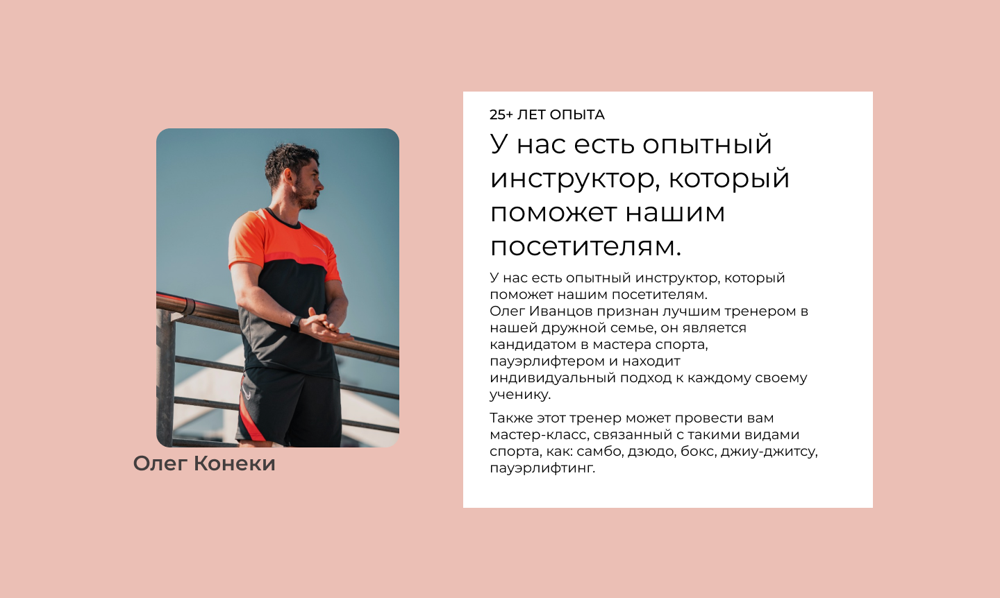 25+ ЛЕТ ОПЫТА
У нас есть опытный
инструктор, который
поможет нашим
посетителям.
У нас есть опытный инструктор, который
поможет нашим посетителям.
Олег Иванцов признан лучшим тренером в
нашей дружной семье, он является
кандидатом в мастера спорта,
пауэрлифтером и находит
индивидуальный подход к каждому своему
ученику.
Также этот тренер может провести вам
мастер-класс, связанный с такими видами
спорта, как: самбо, дзюдо, бокс, джиу-джитсу,
пауэрлифтинг.
Олег Конеки